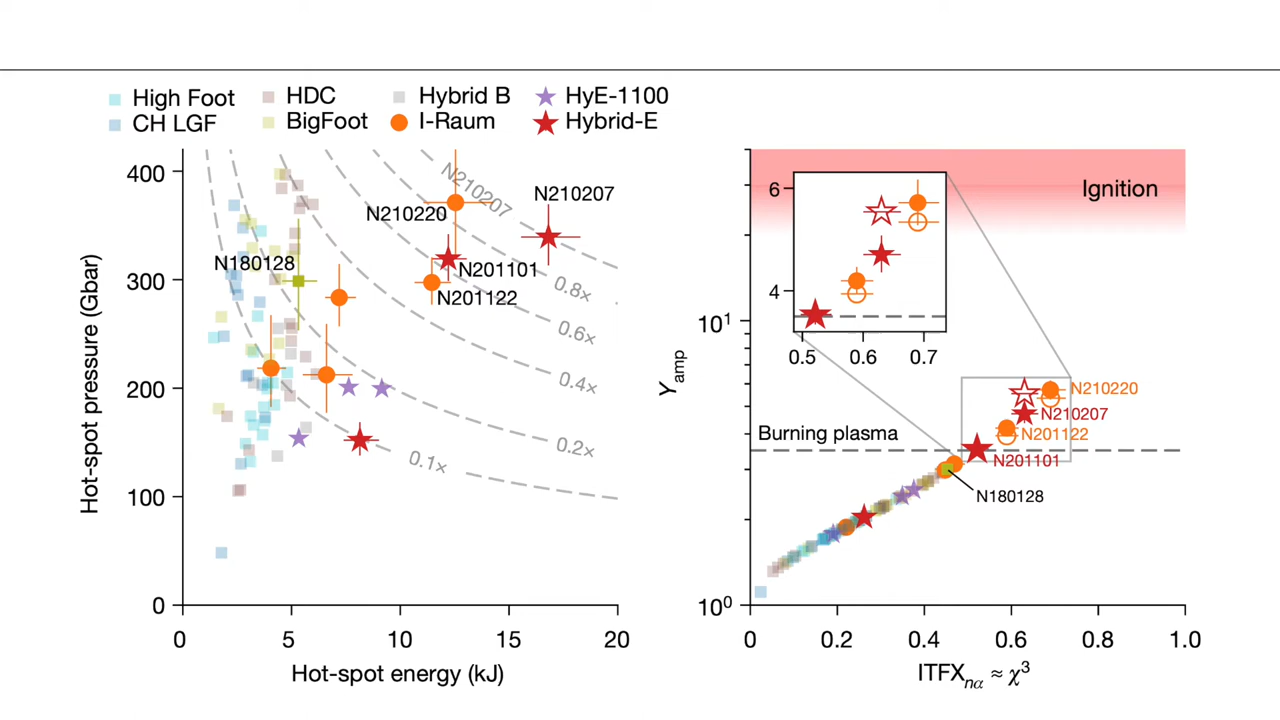 High Foot HDC Hybrid B HyE-1100
CH LGF BigFoot I-Raum Hybrid-E
Hot-spot pressure (Gbar)
400
300
200
100
0
0 5 10 15 20
Hot-spot energy (kJ)
N210207
N210207
N210220
N180128
N201101
N201122
0.8×
0.6×
0.4×
0.2×
0.1×
Ignition
6
4
0.5 0.6 0.7
Yamp
10¹
10⁰
N210220
N210207
Burning plasma
N201122
N201101
N180128
0 0.2 0.4 0.6 0.8 1.0
ITFXnα ≈ χ³